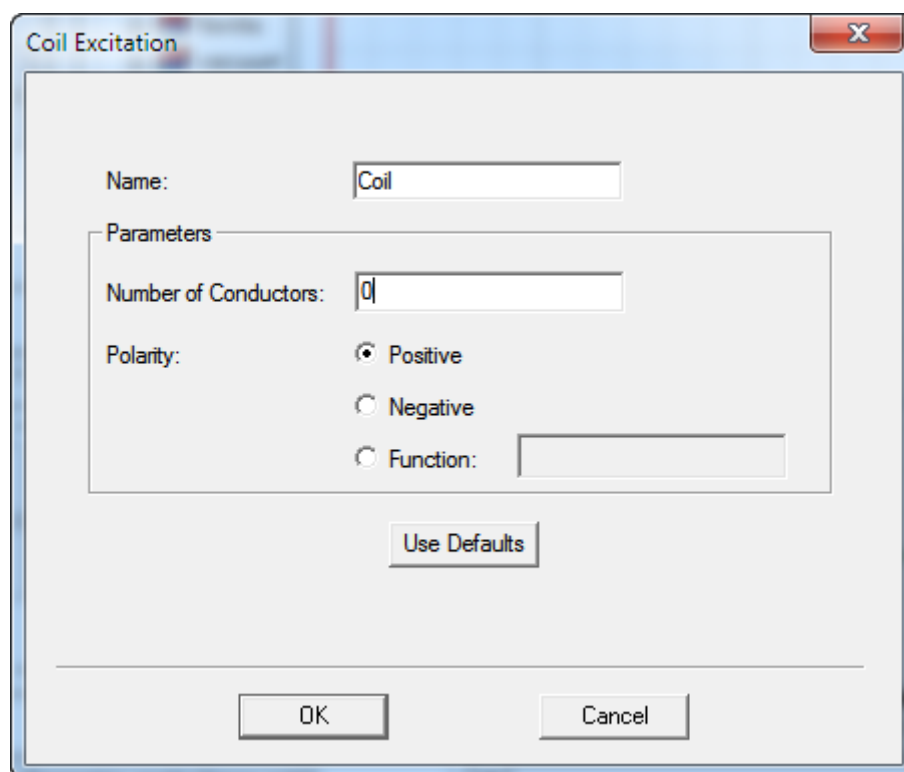 Coil Excitation
Name: Coil
Parameters
Number of Conductors: 0
Polarity: Positive
Negative
Function:
Use Defaults
OK Cancel